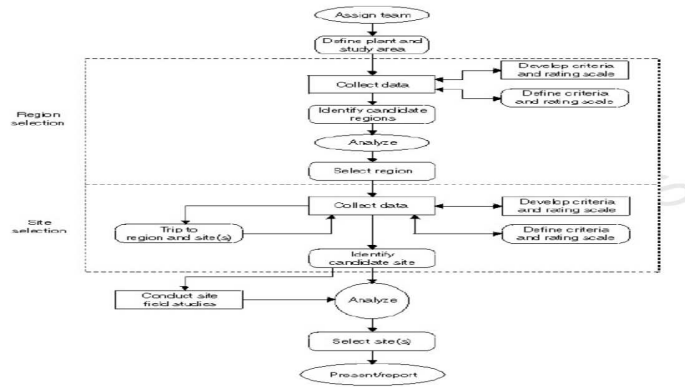 Assign team
Define plant and
study area
Develop criteria
and rating scale
Collect data
Define criteria
and rating scale
Region
selection
Identify candidate
regions
Analyze
Select region
Collect data
Develop criteria
and rating scale
Site
selection
Trip to
region and site(s)
Define criteria
and rating scale
Identify
candidate site
Conduct site
field studies
Analyze
Select site(s)
Present/report